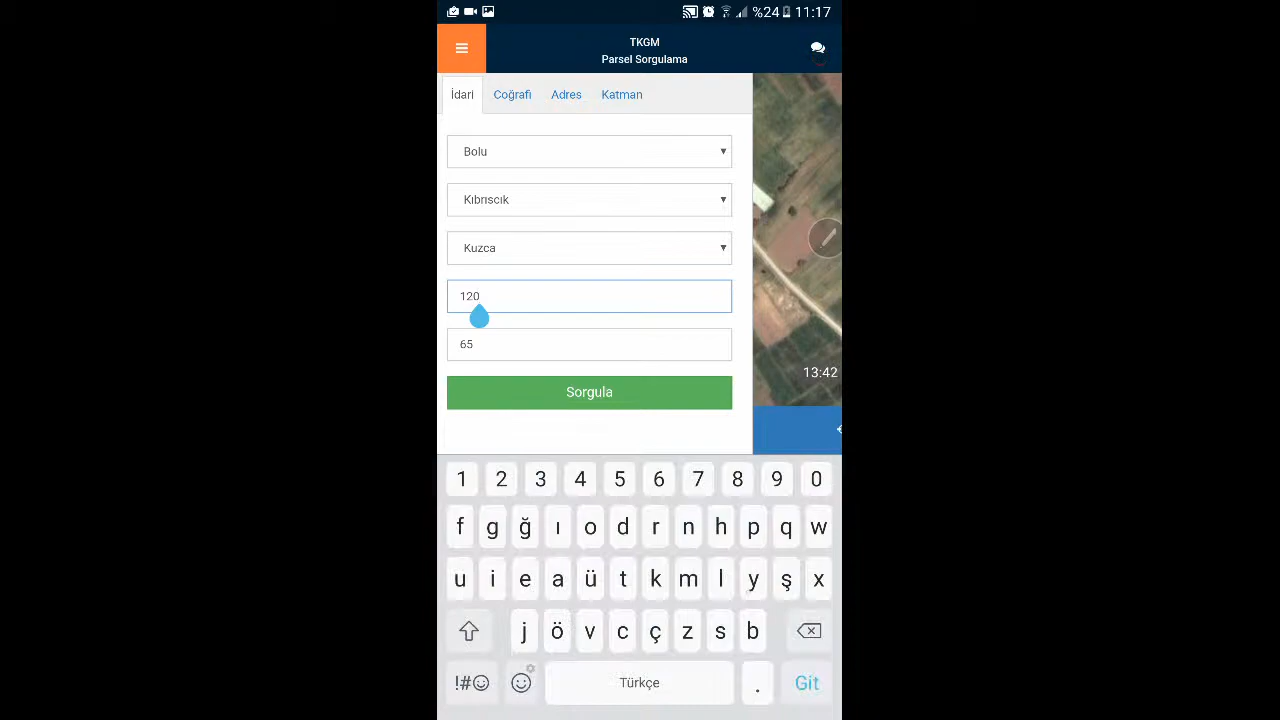 %24 11:17
TKGM
Parsel Sorgulama
İdari Coğrafi Adres Katman
Bolu
Kıbrıscık
Kuzca
120
65
Sorgula
13:42
1 2 3 4 5 6 7 8 9 0
f g ğ ı o d r n h p q w
u i e a ü t k m l y ş x
j ö v c ç z s b
!#☺ Türkçe . Git